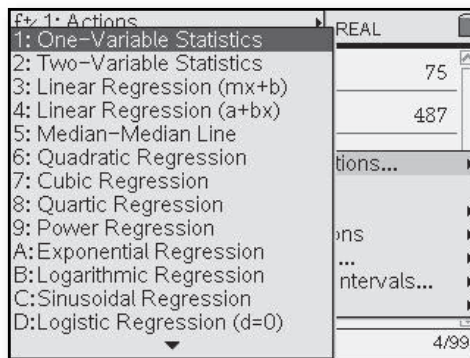 1: Actions
REAL
1: One-Variable Statistics
2: Two-Variable Statistics
3: Linear Regression (mx+b)
75
4: Linear Regression (a+bx)
487
5: Median-Median Line
6: Quadratic Regression
tions...
7: Cubic Regression
8: Quartic Regression
9: Power Regression
ons
A:Exponential Regression
...
B:Logarithmic Regression
ntervals...
C:Sinusoidal Regression
D:Logistic Regression (d=0)
4/99